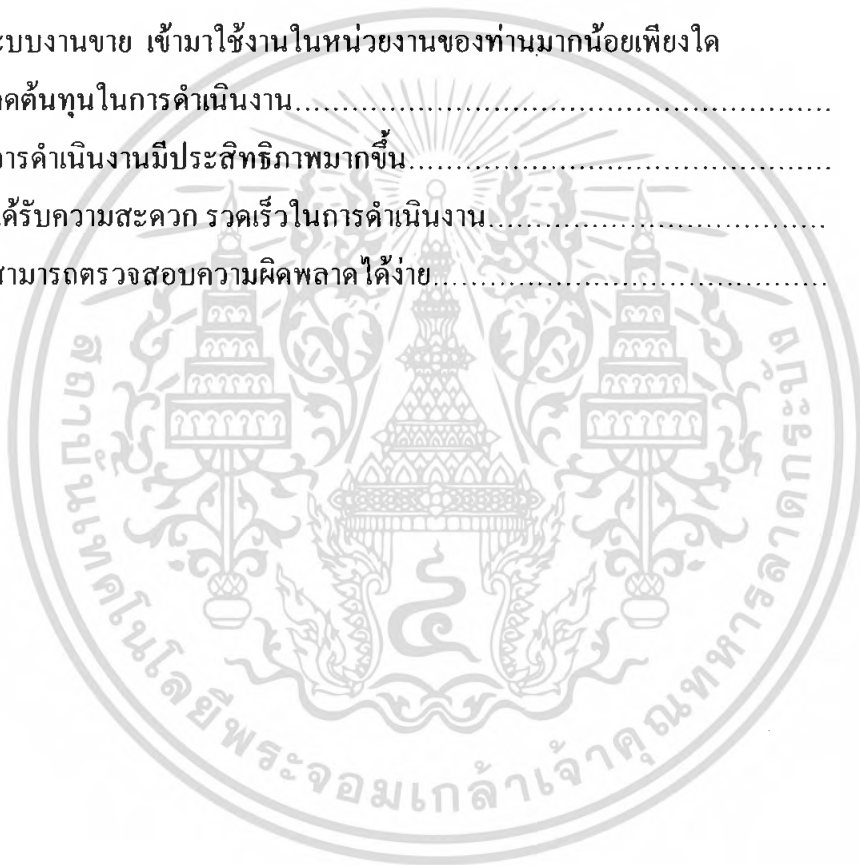 ะบบงานขาย เข้ามาใช้งานในหน่วยงานของท่านมากน้อยเพียงใด
ดต้นทุนในการดำเนินงาน
ารดำเนินงานมีประสิทธิภาพมากขึ้น
ด้รับความสะดวก รวดเร็วในการดำเนินงาน
สามารถตรวจสอบความผิดพลาดได้ง่าย
สถาบันเทคโนโลยีพระจอมเกล้าเจ้าคุณทหารลาดกระบัง